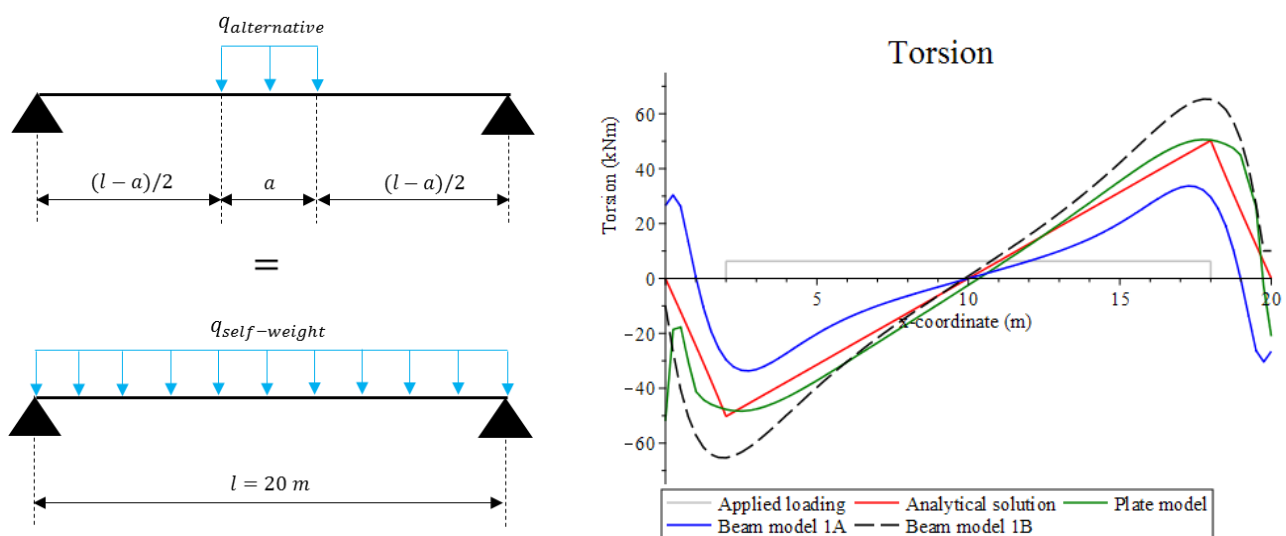 q_alternative
(l − a)/2
a
(l − a)/2
=
q_self−weight
l = 20 m
Torsion
Torsion (kNm)
60
40
20
0
−20
−40
−60
5
10
15
20
x-coordinate (m)
Applied loading
Analytical solution
Plate model
Beam model 1A
Beam model 1B